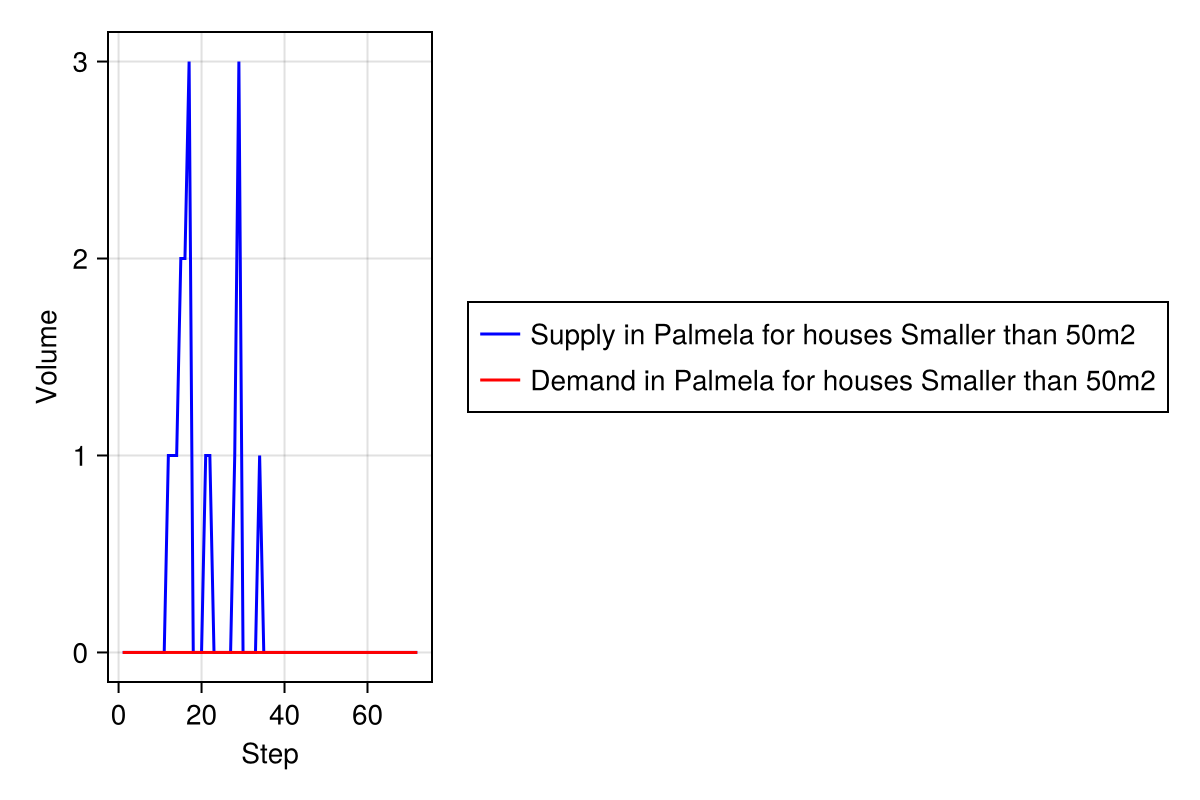 3
2
1
0
Volume
0 20 40 60
Step
Supply in Palmela for houses Smaller than 50m2
Demand in Palmela for houses Smaller than 50m2